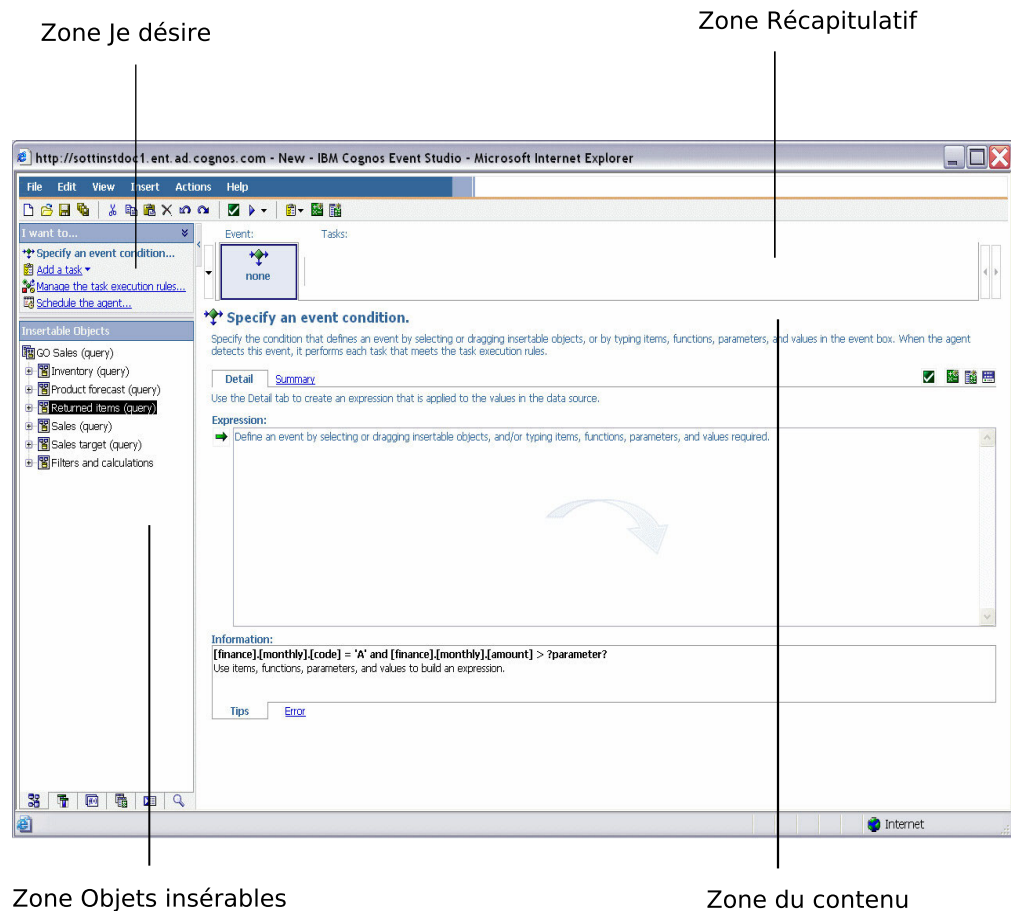 Zone Je désire
Zone Récapitulatif
http://sottinstdoc1.ent.ad.cognos.com - New - IBM Cognos Event Studio - Microsoft Internet Explorer
File Edit View Insert Actions Help
I want to...
Specify an event condition...
Add a task
Manage the task execution rules...
Schedule the agent...
Insertable Objects
GO Sales (query)
Inventory (query)
Product forecast (query)
Returned items (query)
Sales (query)
Sales target (query)
Filters and calculations
Event: Tasks:
none
Specify an event condition.
Specify the condition that defines an event by selecting or dragging insertable objects, or by typing items, functions, parameters, and values in the event box. When the agent
detects this event, it performs each task that meets the task execution rules.
Detail Summary
Use the Detail tab to create an expression that is applied to the values in the data source.
Expression:
Define an event by selecting or dragging insertable objects, and/or typing items, functions, parameters, and values required.
Information:
[finance].[monthly].[code] = 'A' and [finance].[monthly].[amount] > ?parameter?
Use items, functions, parameters, and values to build an expression.
Tips Error
Internet
Zone Objets insérables
Zone du contenu